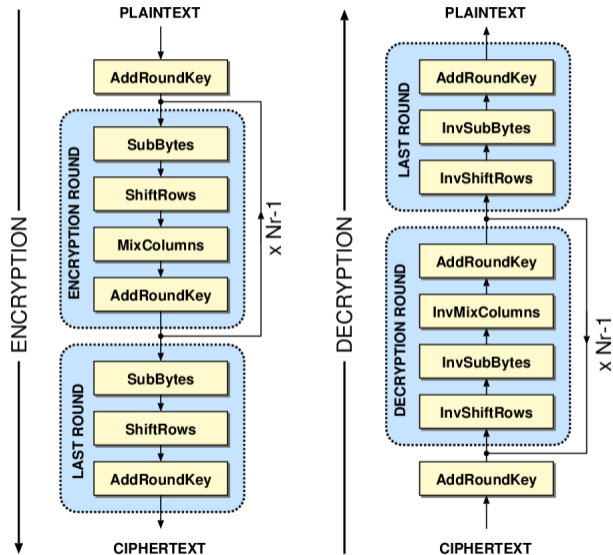 PLAINTEXT
AddRoundKey
ENCRYPTION
ENCRYPTION ROUND
SubBytes
ShiftRows
MixColumns
AddRoundKey
x Nr-1
LAST ROUND
SubBytes
ShiftRows
AddRoundKey
CIPHERTEXT
PLAINTEXT
DECRYPTION
LAST ROUND
AddRoundKey
InvSubBytes
InvShiftRows
DECRYPTION ROUND
AddRoundKey
InvMixColumns
InvSubBytes
InvShiftRows
x Nr-1
AddRoundKey
CIPHERTEXT